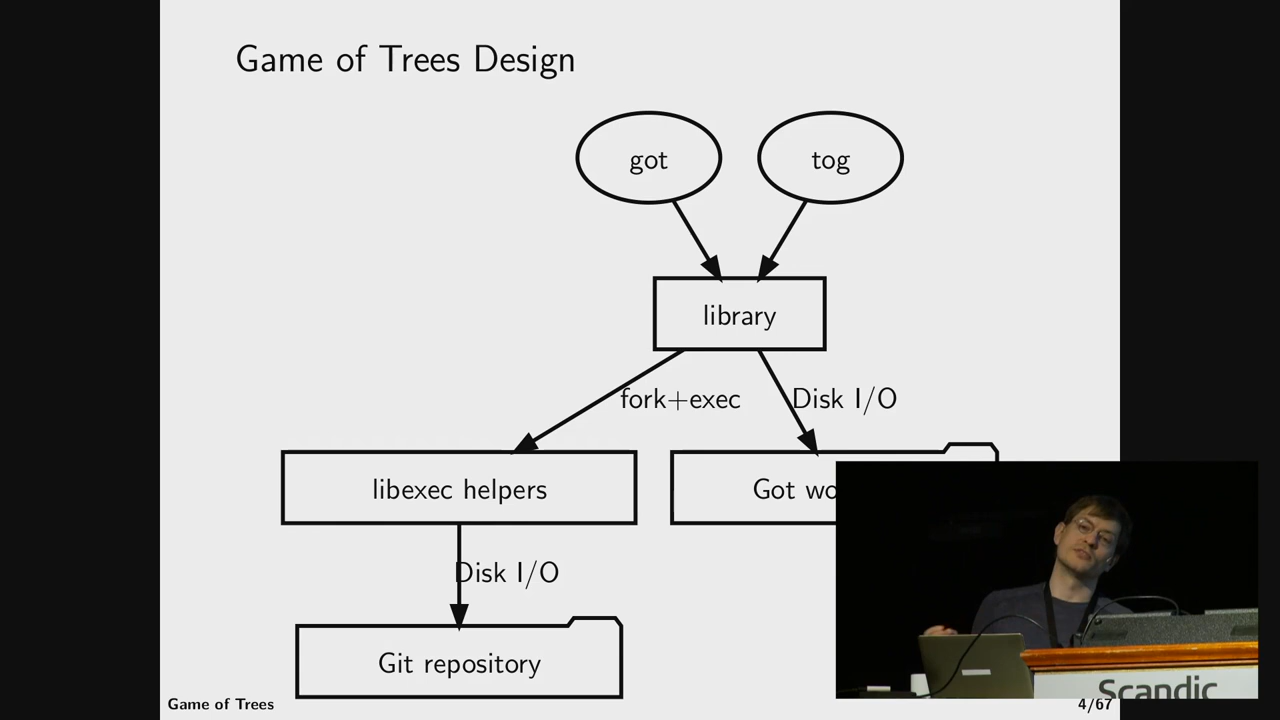 Game of Trees Design
got
tog
library
fork+exec
Disk I/O
libexec helpers
Got
Disk I/O
Git repository
Scandic
Game of Trees
4/67